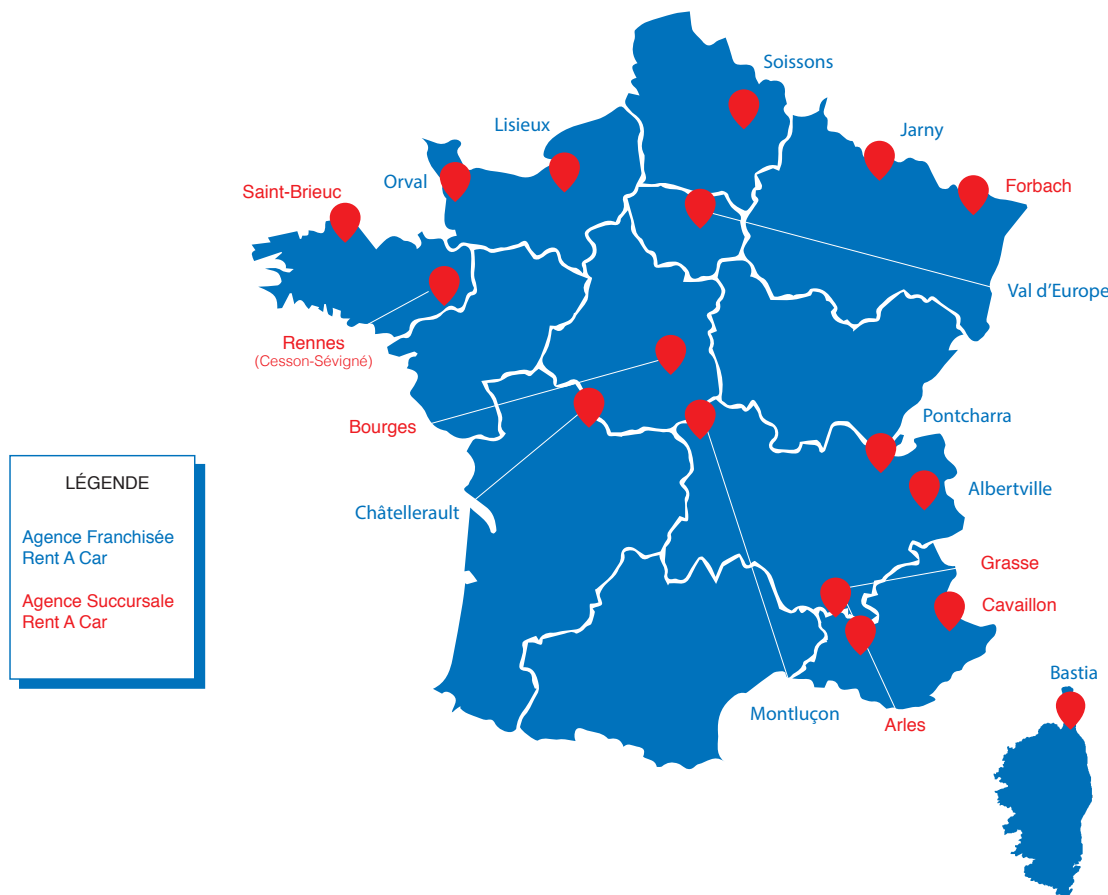 Soissons
Lisieux
Jarny
Orval
Saint-Brieuc
Forbach
Val d’Europe
Rennes
(Cesson-Sévigné)
Bourges
Pontcharra
LÉGENDE
Agence Franchisée
Rent A Car
Agence Succursale
Rent A Car
Châtellerault
Albertville
Grasse
Cavaillon
Bastia
Montluçon
Arles